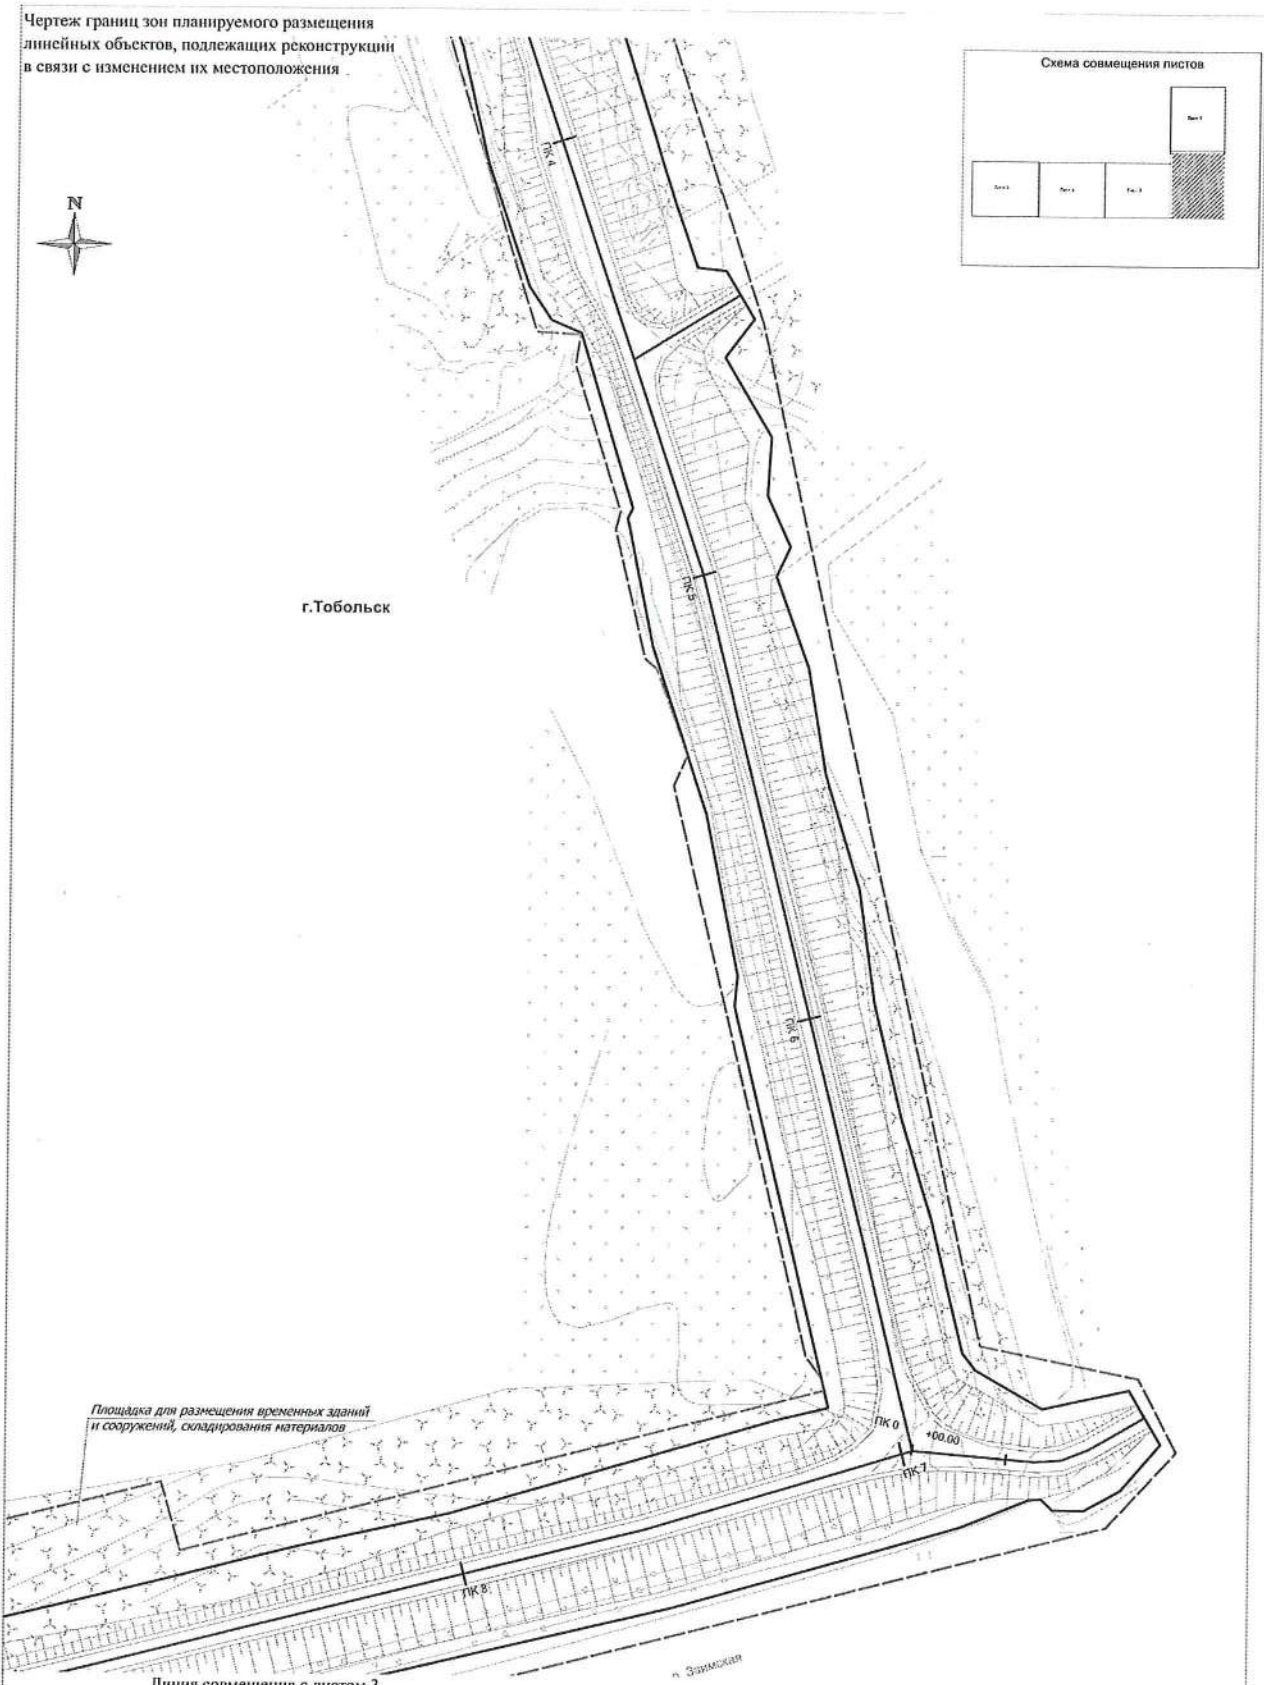 Чертеж границ зон планируемого размещения
линейных объектов, подлежащих реконструкции
в связи с изменением их местоположения
Схема совмещения листов
N
ПК 4
г.Тобольск
ПК 5
ПК 6
Площадка для размещения временных зданий
и сооружений, складирования материалов
ПК 0
+00.00
ПК 7
ПК 8
Линия совмещения с листом 3